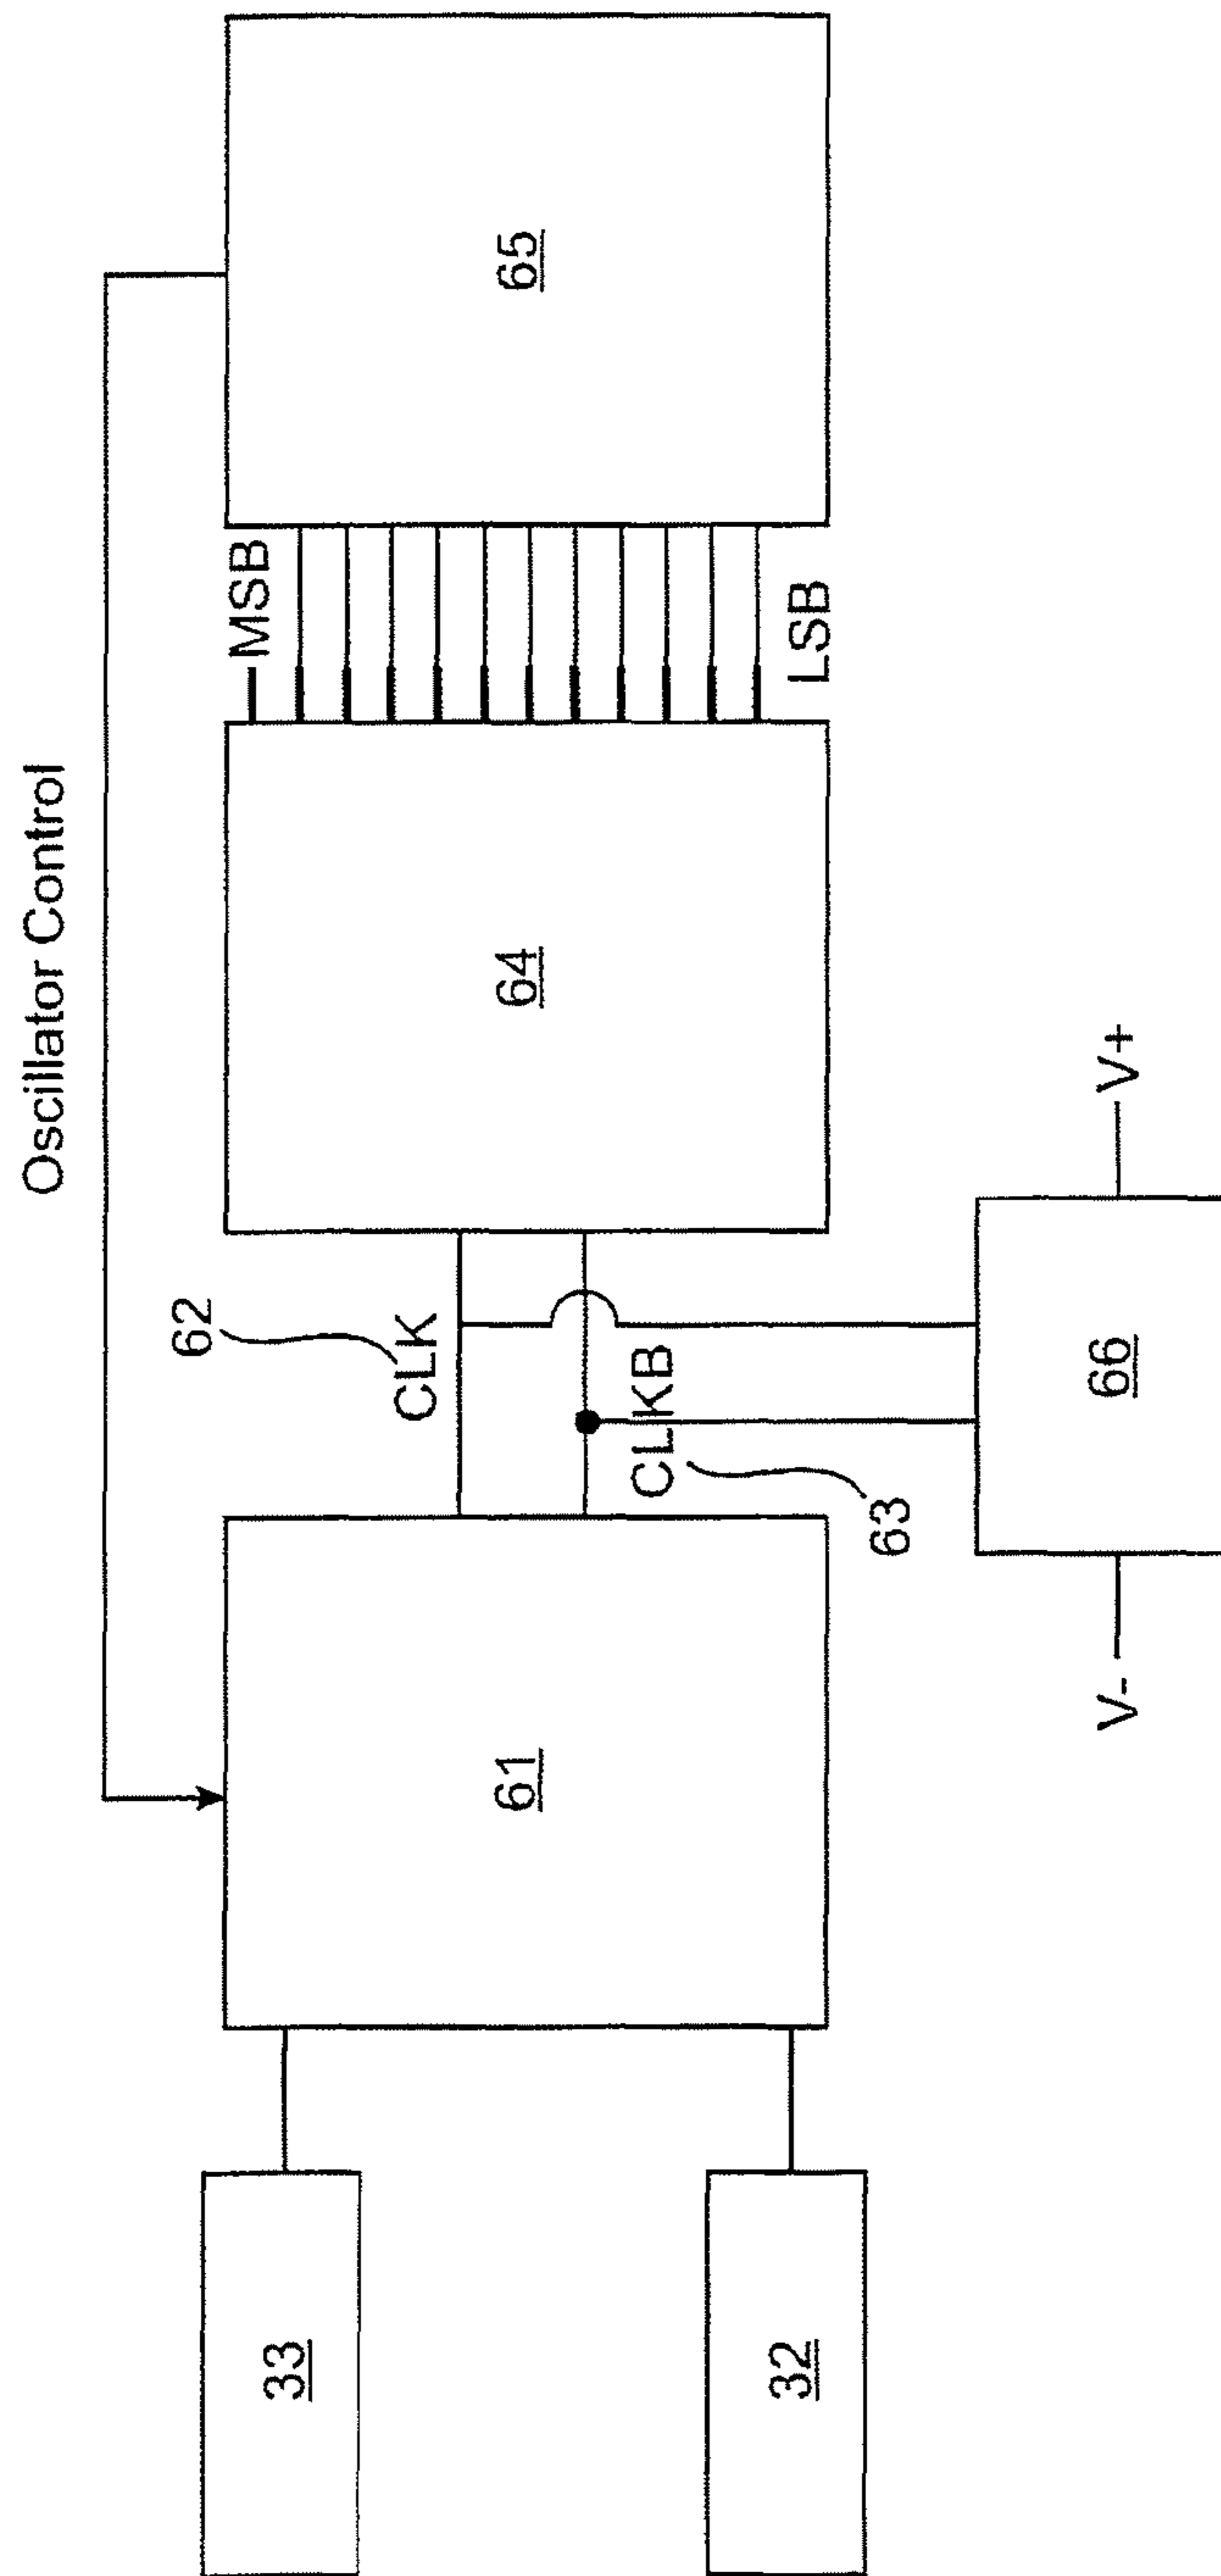 Oscillator Control
33
32
61
62
CLK
CLKB
63
64
MSB
LSB
65
V-
66
V+